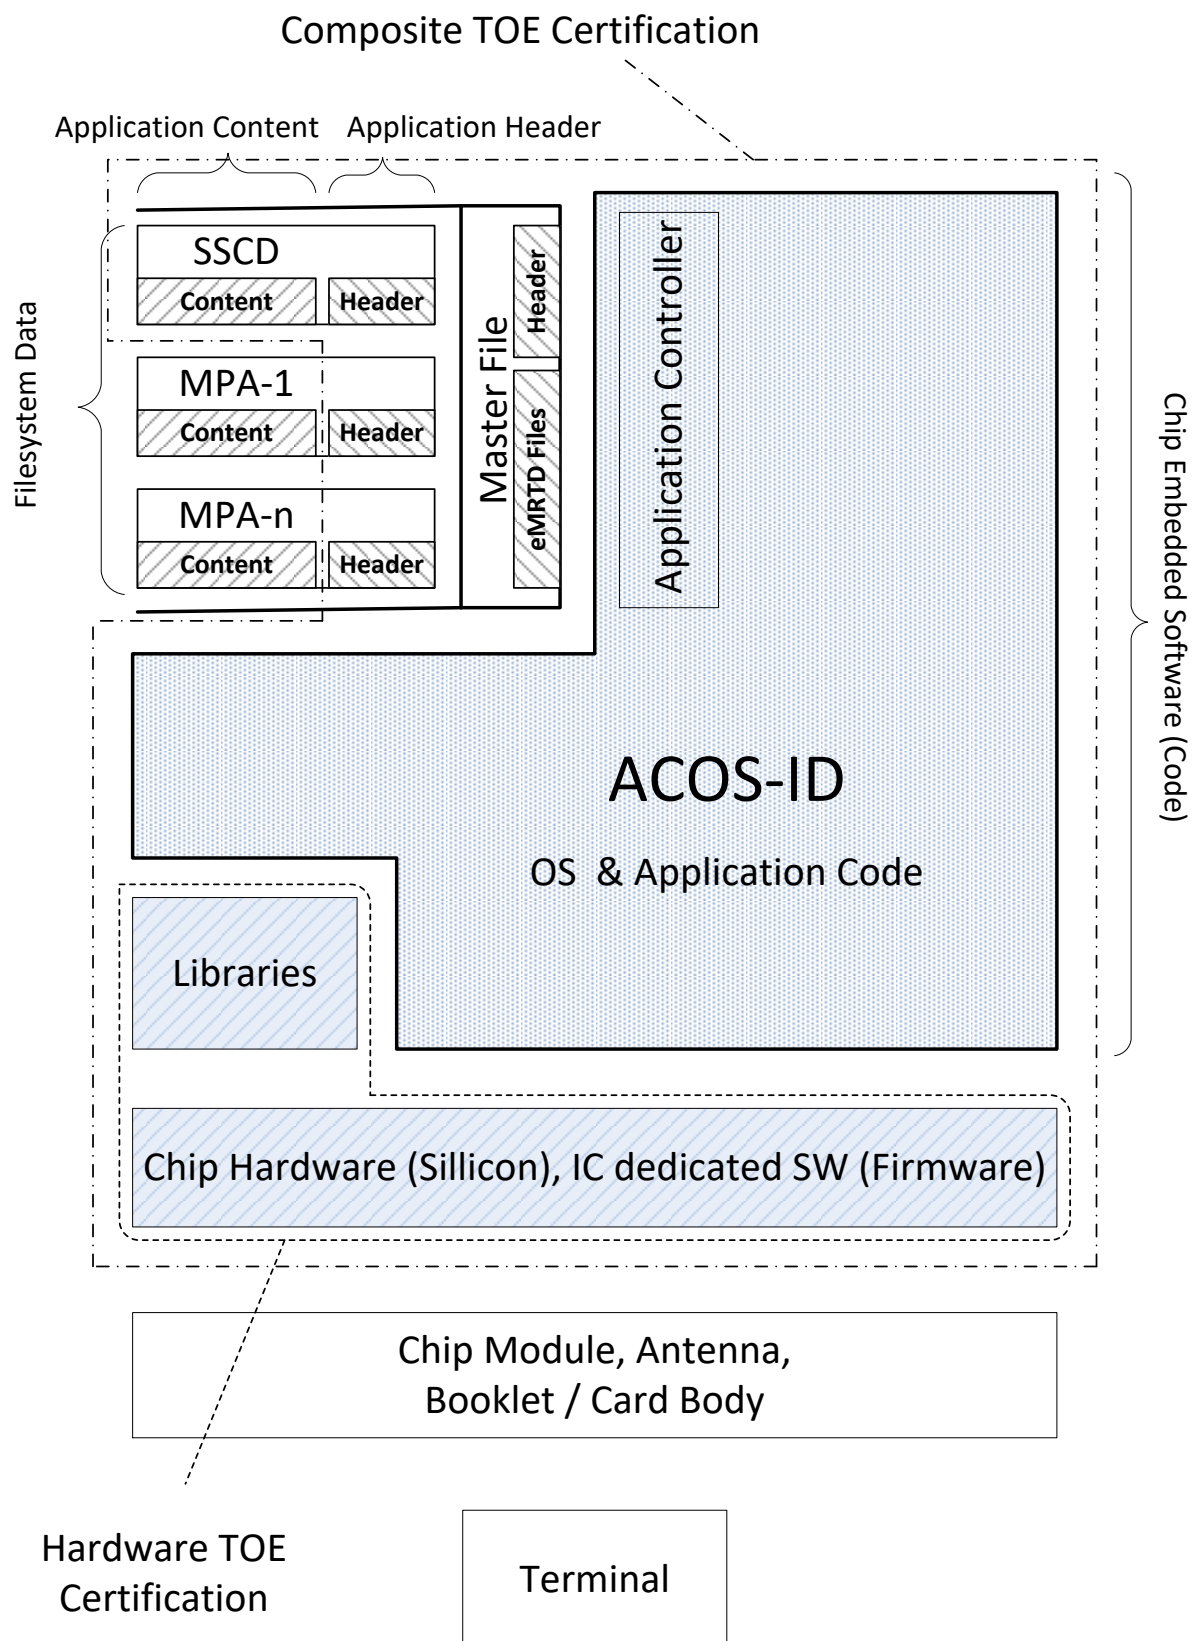 Composite TOE Certification
Application Content
Application Header
SSCD
Content
Header
MPA-1
Content
Header
MPA-n
Content
Header
Filesystem Data
Master File
Header
eMRTD Files
Application Controller
Chip Embedded Software (Code)
ACOS-ID
OS & Application Code
Libraries
Chip Hardware (Sillicon), IC dedicated SW (Firmware)
Chip Module, Antenna,
Booklet / Card Body
Hardware TOE
Certification
Terminal